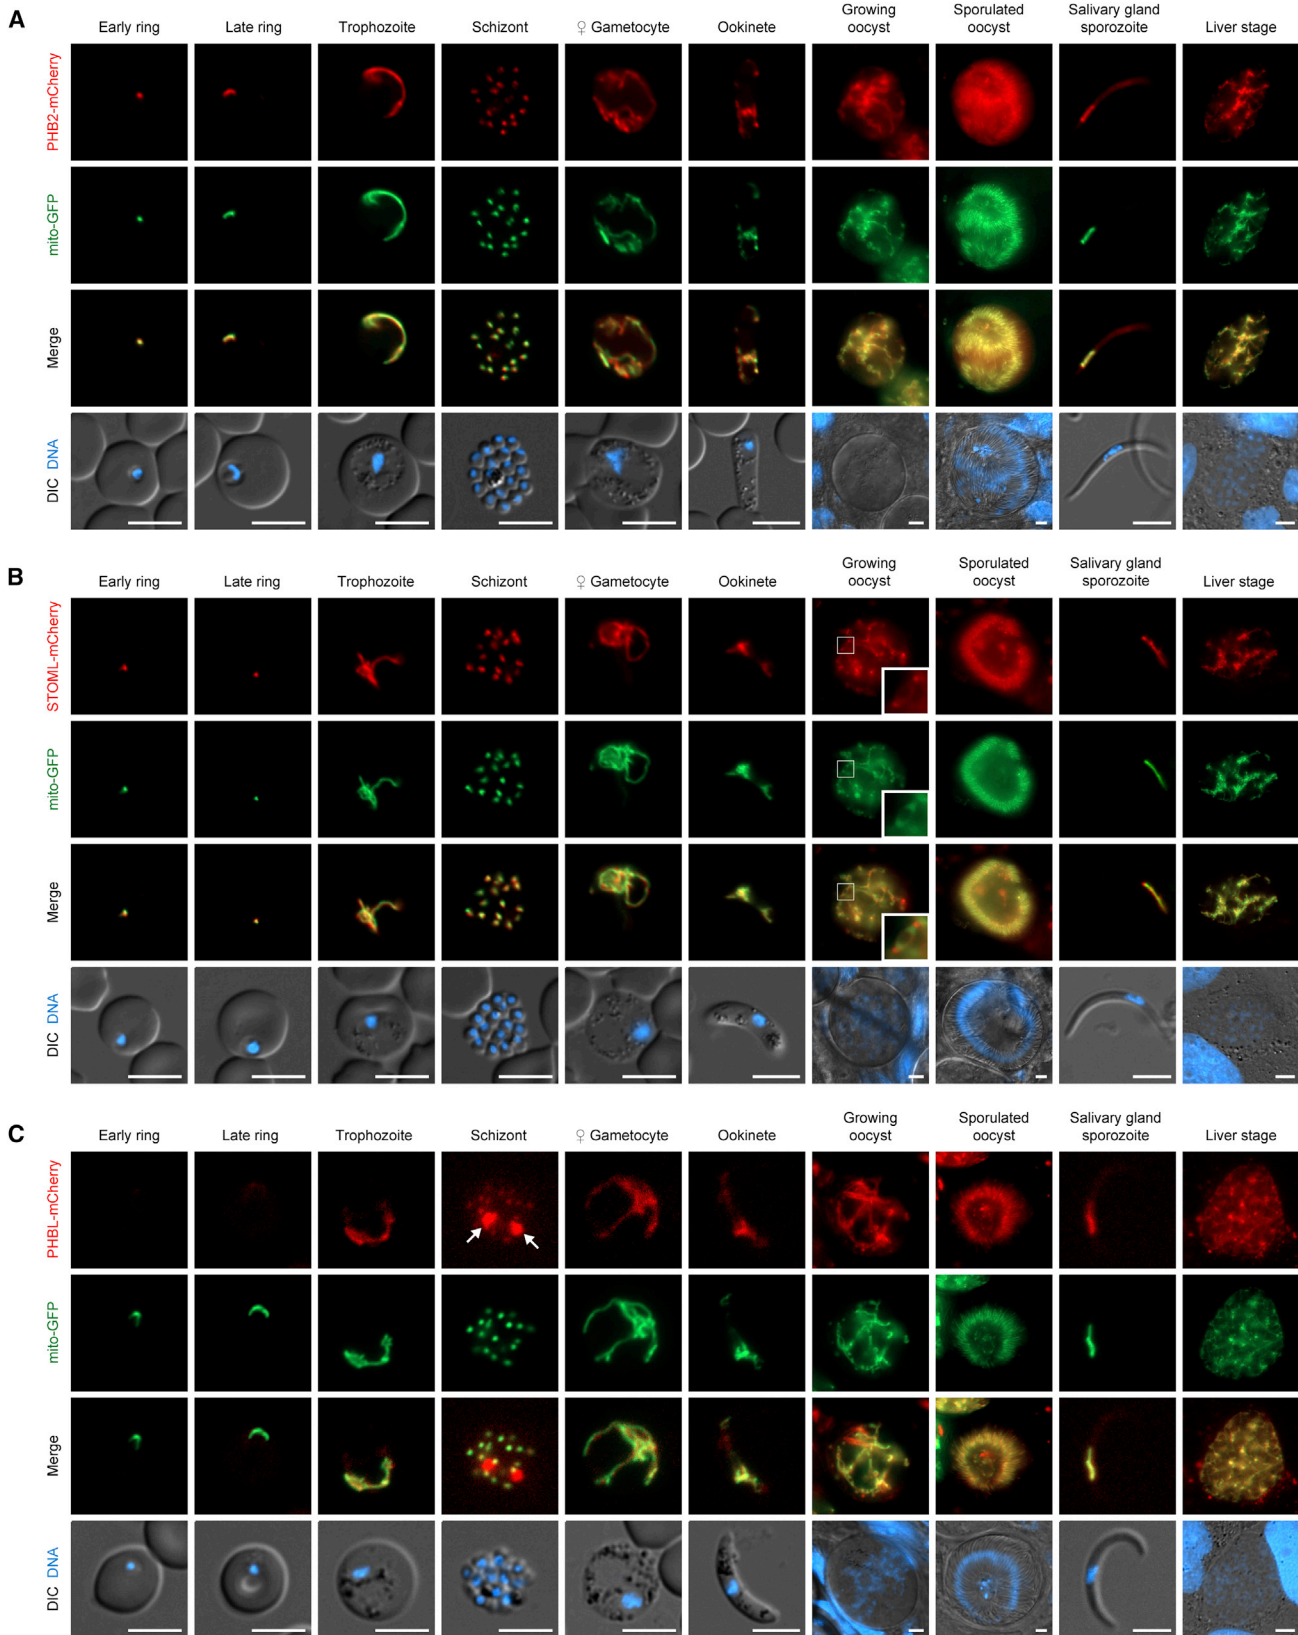 A
Early ring
Late ring
Trophozoite
Schizont
♀ Gametocyte
Ookinete
Growing
oocyst
Sporulated
oocyst
Salivary gland
sporozoite
Liver stage
PHB2-mCherry
mito-GFP
Merge
DIC DNA
B
Early ring
Late ring
Trophozoite
Schizont
♀ Gametocyte
Ookinete
Growing
oocyst
Sporulated
oocyst
Salivary gland
sporozoite
Liver stage
STOML-mCherry
mito-GFP
Merge
DIC DNA
C
Early ring
Late ring
Trophozoite
Schizont
♀ Gametocyte
Ookinete
Growing
oocyst
Sporulated
oocyst
Salivary gland
sporozoite
Liver stage
PHBL-mCherry
mito-GFP
Merge
DIC DNA